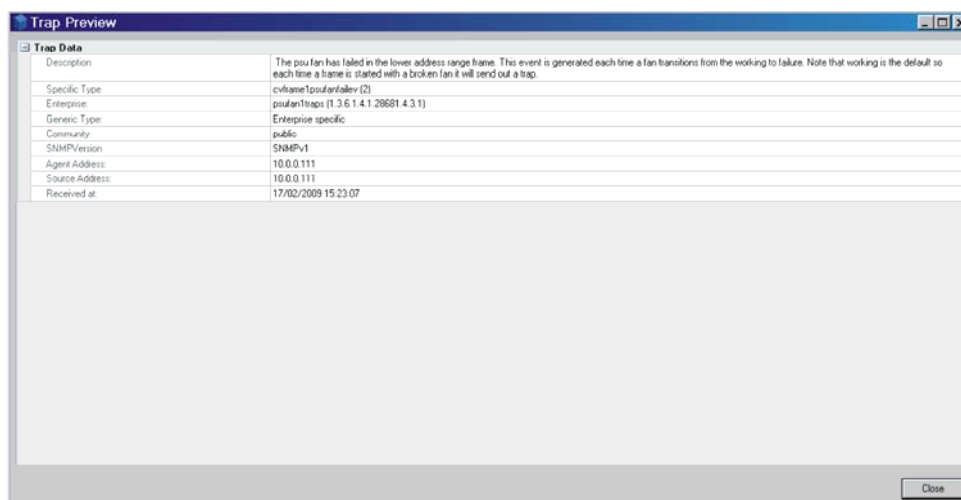 Trap Preview
Trap Data
Description
The psu fan has failed in the lower address range frame. This event is generated each time a fan transitions from the working to failure. Note that working is the default so
each time a frame is started with a broken fan it will send out a trap.
Specific Type cvframe1psufanfailev (2)
Enterprise: psufan1traps (1.3.6.1.4.1.28681.4.3.1)
Generic Type: Enterprise specific
Community: public
SNMPVersion SNMPv1
Agent Address: 10.0.0.111
Source Address: 10.0.0.111
Received at: 17/02/2009 15:23:07
Close